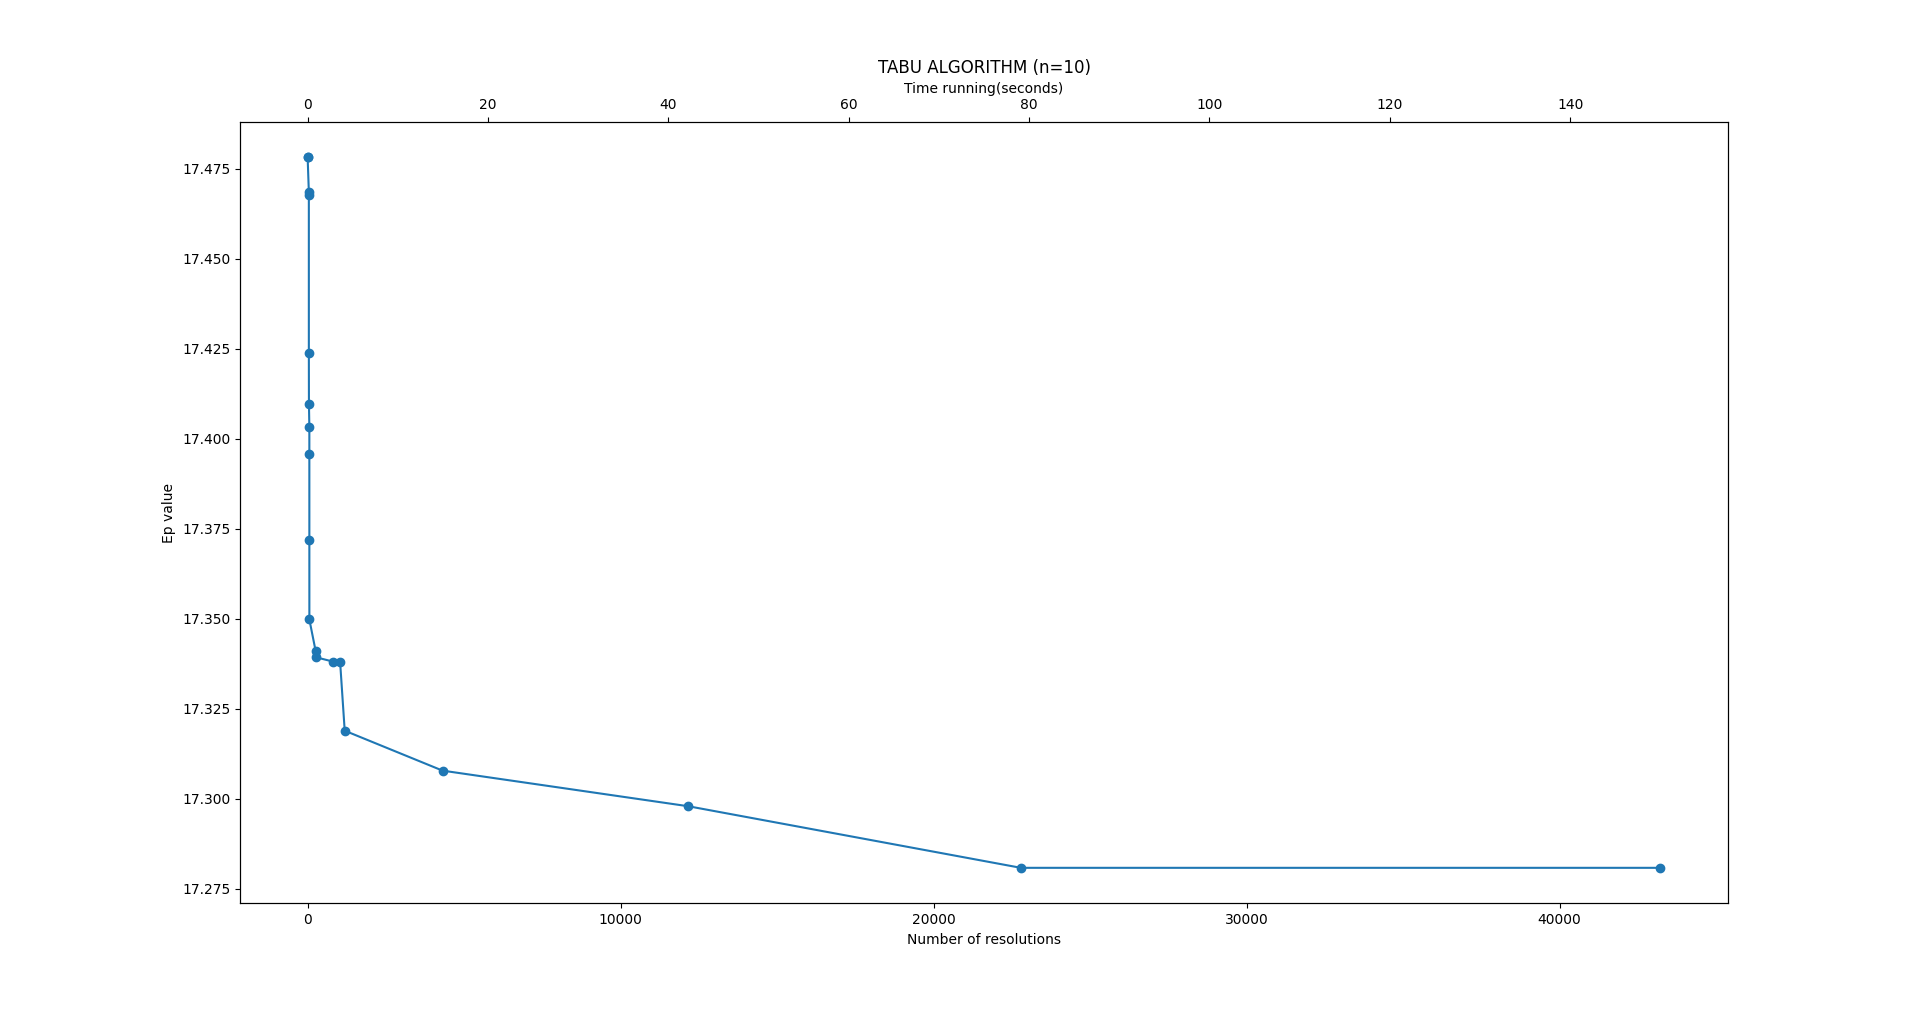 TABU ALGORITHM (n=10)
Time running(seconds)
0 20 40 60 80 100 120 140
17.475
17.450
17.425
17.400
17.375
17.350
17.325
17.300
17.275
Ep value
0 10000 20000 30000 40000
Number of resolutions